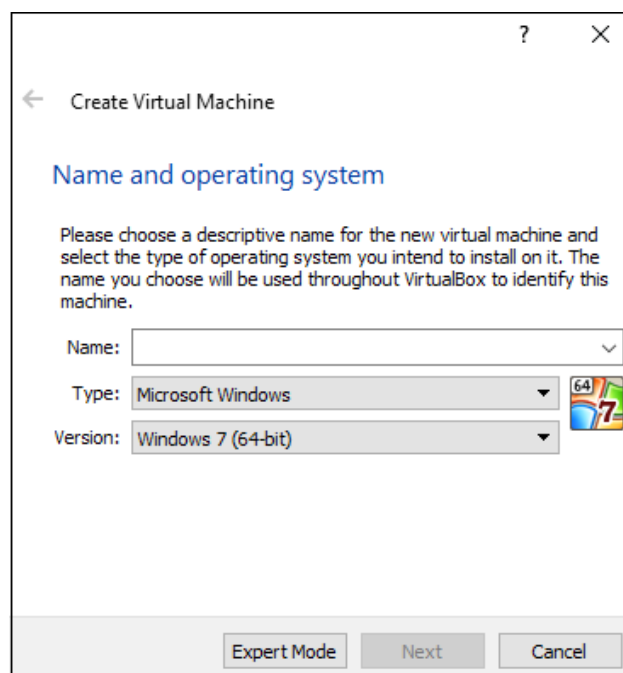 ?
Create Virtual Machine
Name and operating system
Please choose a descriptive name for the new virtual machine and
select the type of operating system you intend to install on it. The
name you choose will be used throughout VirtualBox to identify this
machine.
Name:
Type: Microsoft Windows
64
7
Version: Windows 7 (64-bit)
Expert Mode Next Cancel